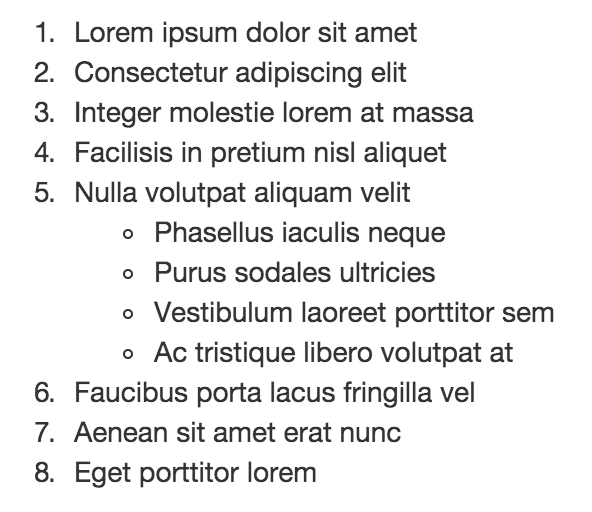 1. Lorem ipsum dolor sit amet
2. Consectetur adipiscing elit
3. Integer molestie lorem at massa
4. Facilisis in pretium nisl aliquet
5. Nulla volutpat aliquam velit
◦ Phasellus iaculis neque
◦ Purus sodales ultricies
◦ Vestibulum laoreet porttitor sem
◦ Ac tristique libero volutpat at
6. Faucibus porta lacus fringilla vel
7. Aenean sit amet erat nunc
8. Eget porttitor lorem